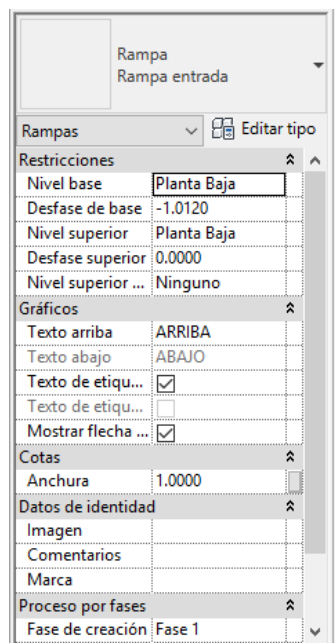 Rampa
Rampa entrada
Rampas Editar tipo
Restricciones
Nivel base Planta Baja
Desfase de base -1.0120
Nivel superior Planta Baja
Desfase superior 0.0000
Nivel superior ... Ninguno
Gráficos
Texto arriba ARRIBA
Texto abajo ABAJO
Texto de etiqu...
Texto de etiqu...
Mostrar flecha ...
Cotas
Anchura 1.0000
Datos de identidad
Imagen
Comentarios
Marca
Proceso por fases
Fase de creación Fase 1